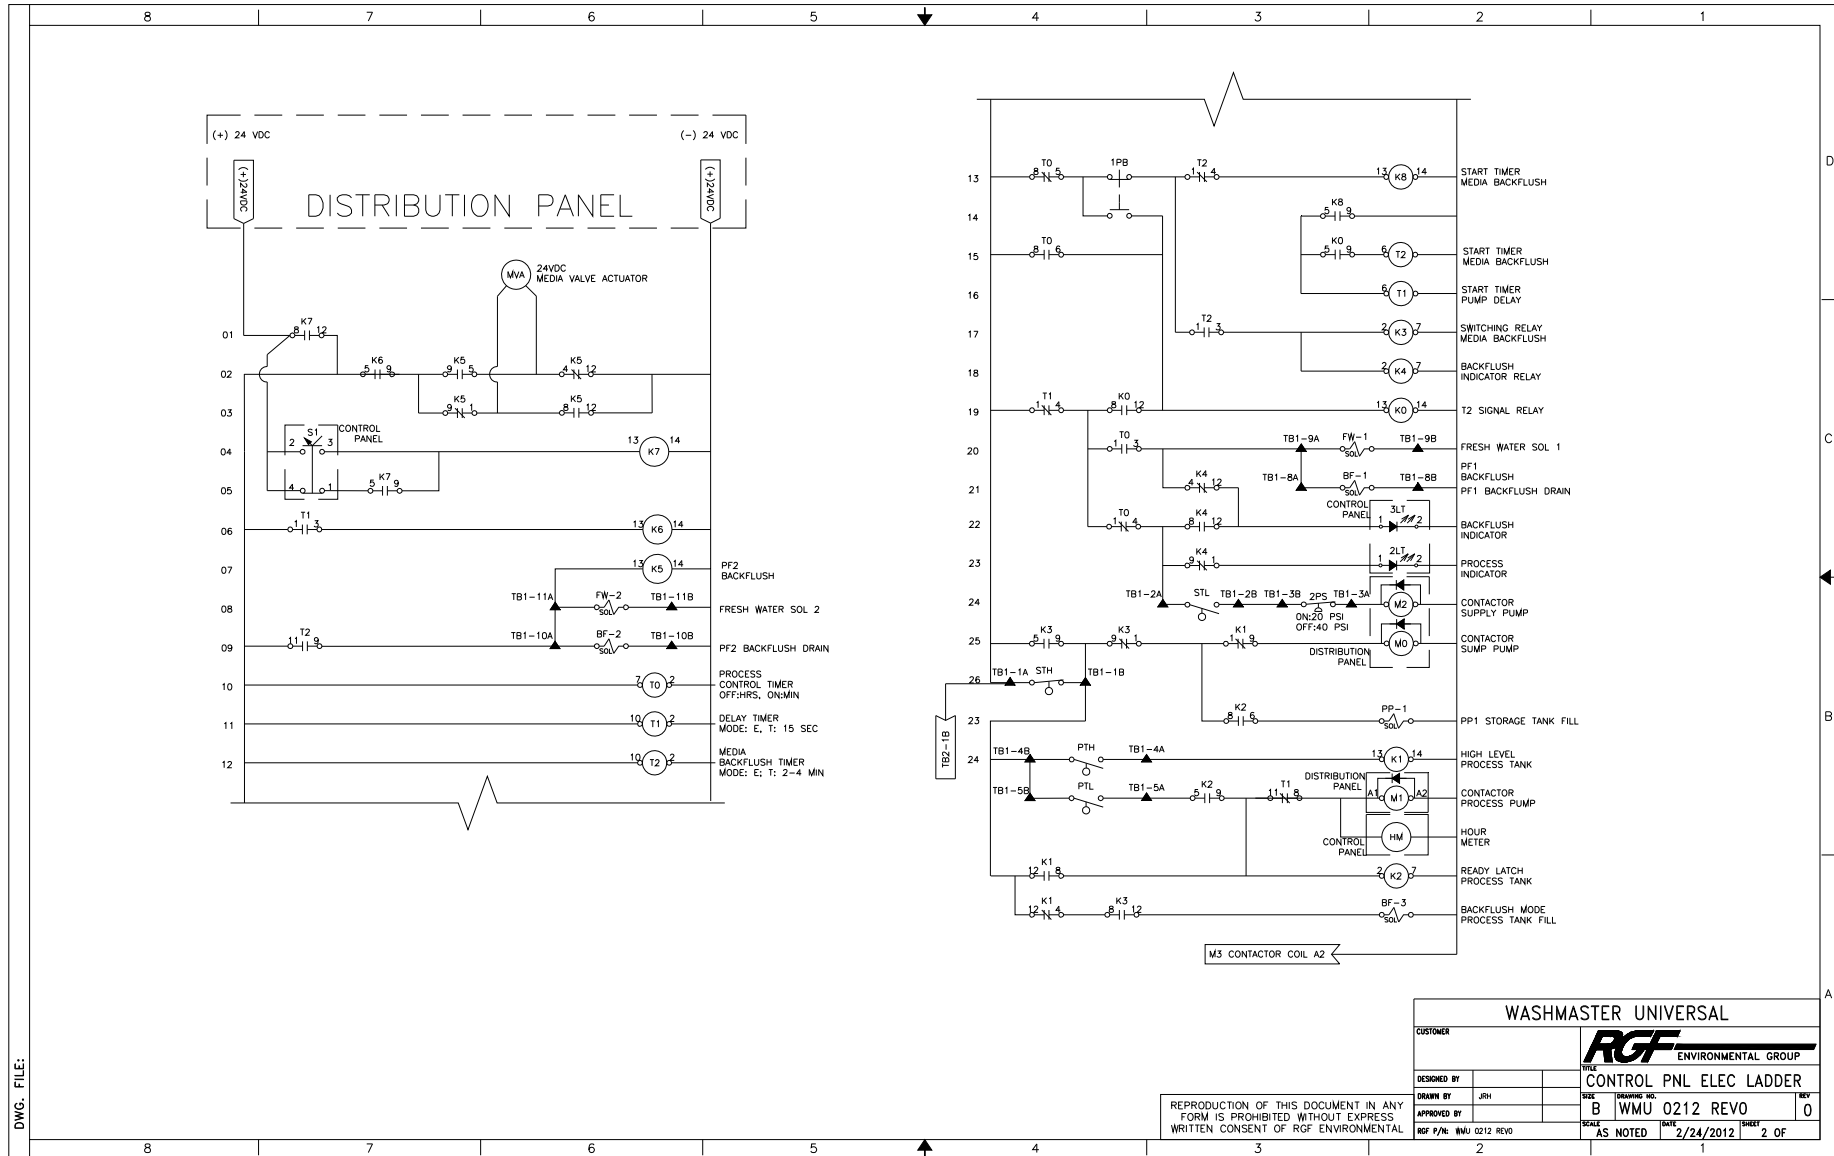 8 7 6 5 4 3 2 1
D
C
B
A
(+) 24 VDC
(-) 24 VDC
(+)24VDC
(+)24VDC
DISTRIBUTION PANEL
MVA
24VDC
MEDIA VALVE ACTUATOR
01
K7
8 12
02
K6
5 9
K5
9 5
K5
4 12
03
K5
9 1
K5
8 12
CONTROL
PANEL
S1
04
2 3
13 K7 14
05
4 1
K7
5 9
06
T1
1 3
13 K6 14
07
13 K5 14
PF2
BACKFLUSH
08
TB1-11A
FW-2
SOL
TB1-11B
FRESH WATER SOL 2
09
T2
11 9
TB1-10A
BF-2
SOL
TB1-10B
PF2 BACKFLUSH DRAIN
10
7 T0 2
PROCESS
CONTROL TIMER
OFF:HRS, ON:MIN
11
10 T1 2
DELAY TIMER
MODE: E, T: 15 SEC
12
10 T2 2
MEDIA
BACKFLUSH TIMER
MODE: E; T: 2-4 MIN
13
T0
8 5
1PB
T2
1 4
13 K8 14
START TIMER
MEDIA BACKFLUSH
14
K8
5 9
15
T0
8 6
K0
5 9
6 T2
START TIMER
MEDIA BACKFLUSH
16
6 T1
START TIMER
PUMP DELAY
17
T2
1 3
2 K3 7
SWITCHING RELAY
MEDIA BACKFLUSH
18
2 K4 7
BACKFLUSH
INDICATOR RELAY
19
T1
1 4
K0
8 12
13 K0 14
T2 SIGNAL RELAY
20
T0
1 3
TB1-9A
FW-1
SOL
TB1-9B
FRESH WATER SOL 1
21
K4
4 12
TB1-8A
BF-1
SOL
TB1-8B
PF1
BACKFLUSH
PF1 BACKFLUSH DRAIN
CONTROL
PANEL
22
T0
1 4
K4
8 12
3LT
1 2
BACKFLUSH
INDICATOR
23
K4
9 1
2LT
1 2
PROCESS
INDICATOR
24
TB1-2A
STL
TB1-2B
TB1-3B
2PS
ON:20 PSI
OFF:40 PSI
TB1-3A
M2
CONTACTOR
SUPPLY PUMP
25
K3
5 9
K3
9 1
K1
1 9
M0
CONTACTOR
SUMP PUMP
DISTRIBUTION
PANEL
26
TB1-1A
STH
TB1-1B
TB2-1B
23
K2
8 6
PP-1
SOL
PP1 STORAGE TANK FILL
24
TB1-4B
PTH
TB1-4A
13 K1 14
HIGH LEVEL
PROCESS TANK
TB1-5B
PTL
TB1-5A
K2
5 9
T1
11 8
DISTRIBUTION
PANEL
A1 M1 A2
CONTACTOR
PROCESS PUMP
CONTROL
PANEL
HM
HOUR
METER
K1
12 8
2 K2 7
READY LATCH
PROCESS TANK
K1
12 4
K3
8 12
BF-3
SOL
BACKFLUSH MODE
PROCESS TANK FILL
M3 CONTACTOR COIL A2
DWG. FILE:
REPRODUCTION OF THIS DOCUMENT IN ANY
FORM IS PROHIBITED WITHOUT EXPRESS
WRITTEN CONSENT OF RGF ENVIRONMENTAL
WASHMASTER UNIVERSAL
CUSTOMER
RGF
ENVIRONMENTAL GROUP
TITLE
CONTROL PNL ELEC LADDER
DESIGNED BY
DRAWN BY JRH
APPROVED BY
RGF P/N: WMU 0212 REV0
SIZE
B
DRAWING NO.
WMU 0212 REV0
REV
0
SCALE
AS NOTED
DATE
2/24/2012
SHEET
2 OF
8 7 6 5 4 3 2 1